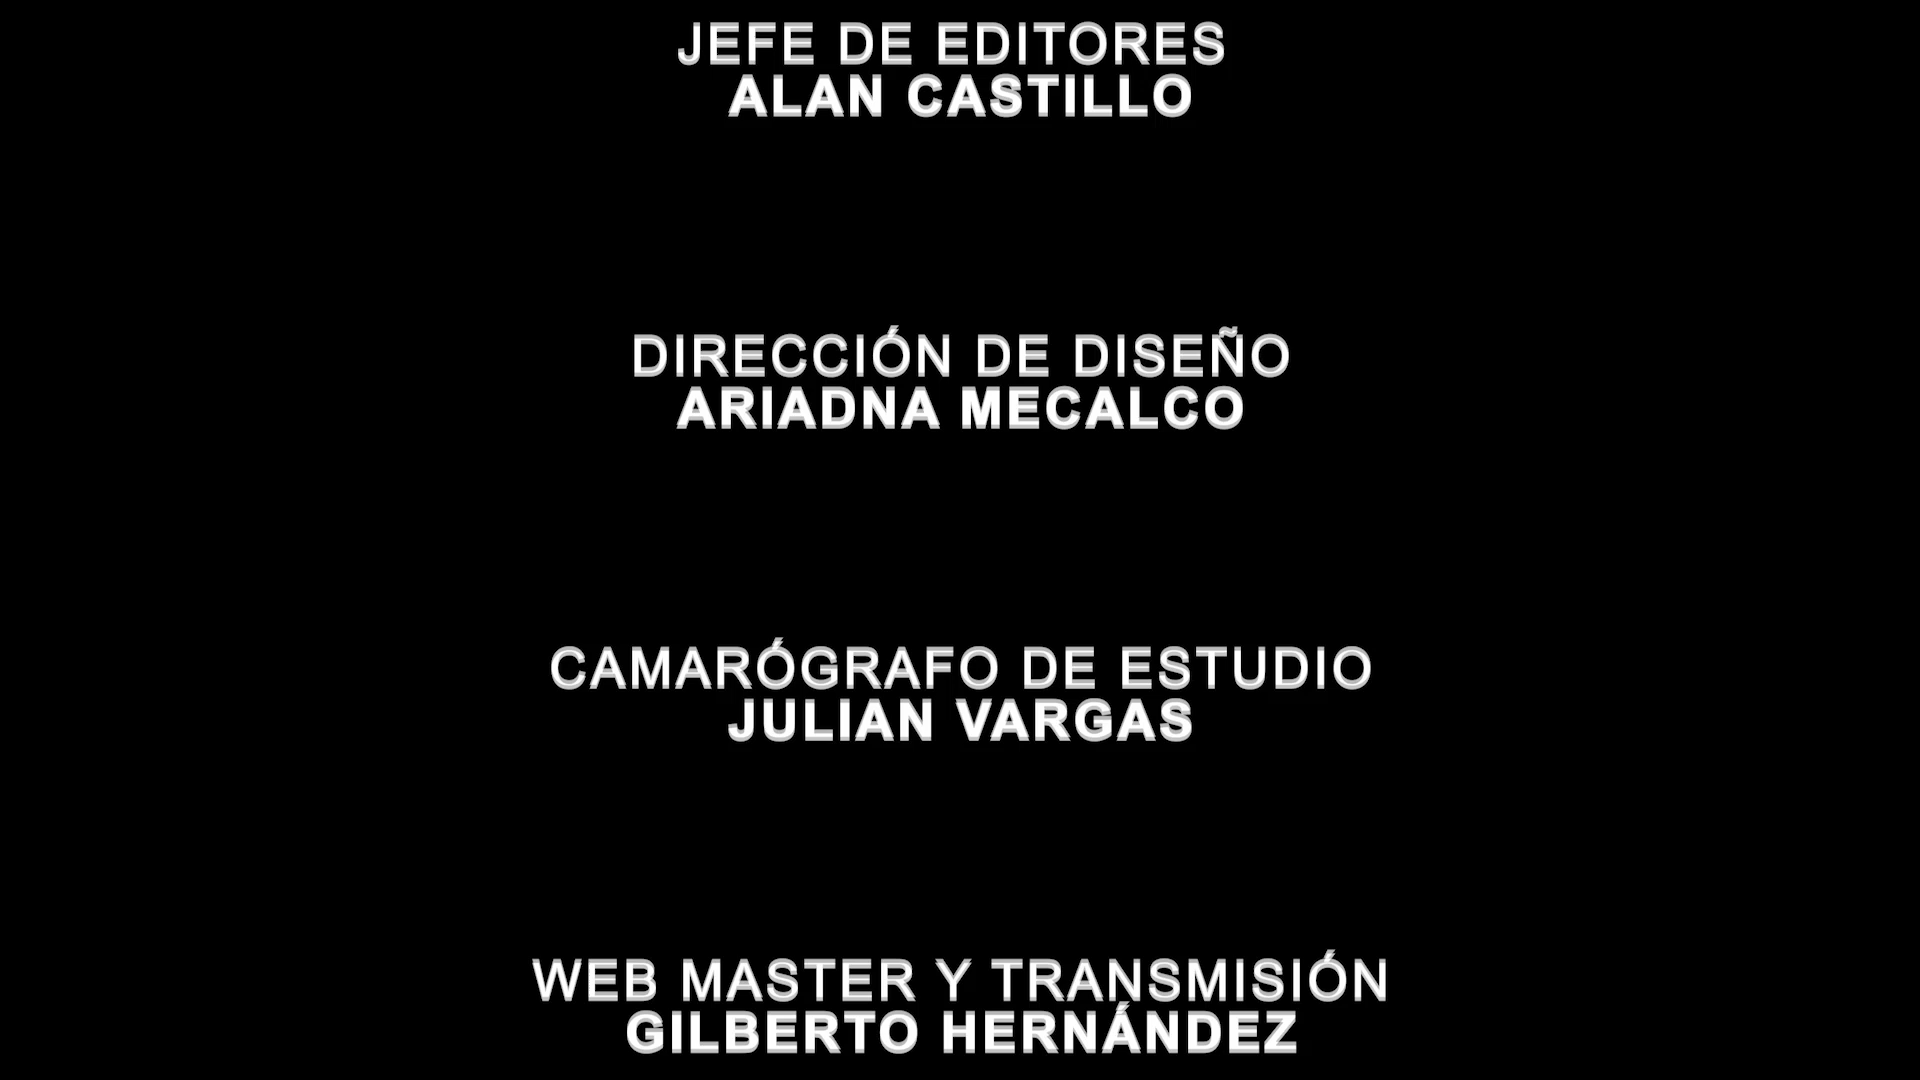 JEFE DE EDITORES
ALAN CASTILLO
DIRECCIÓN DE DISEÑO
ARIADNA MECALCO
CAMARÓGRAFO DE ESTUDIO
JULIAN VARGAS
WEB MASTER Y TRANSMISIÓN
GILBERTO HERNÁNDEZ